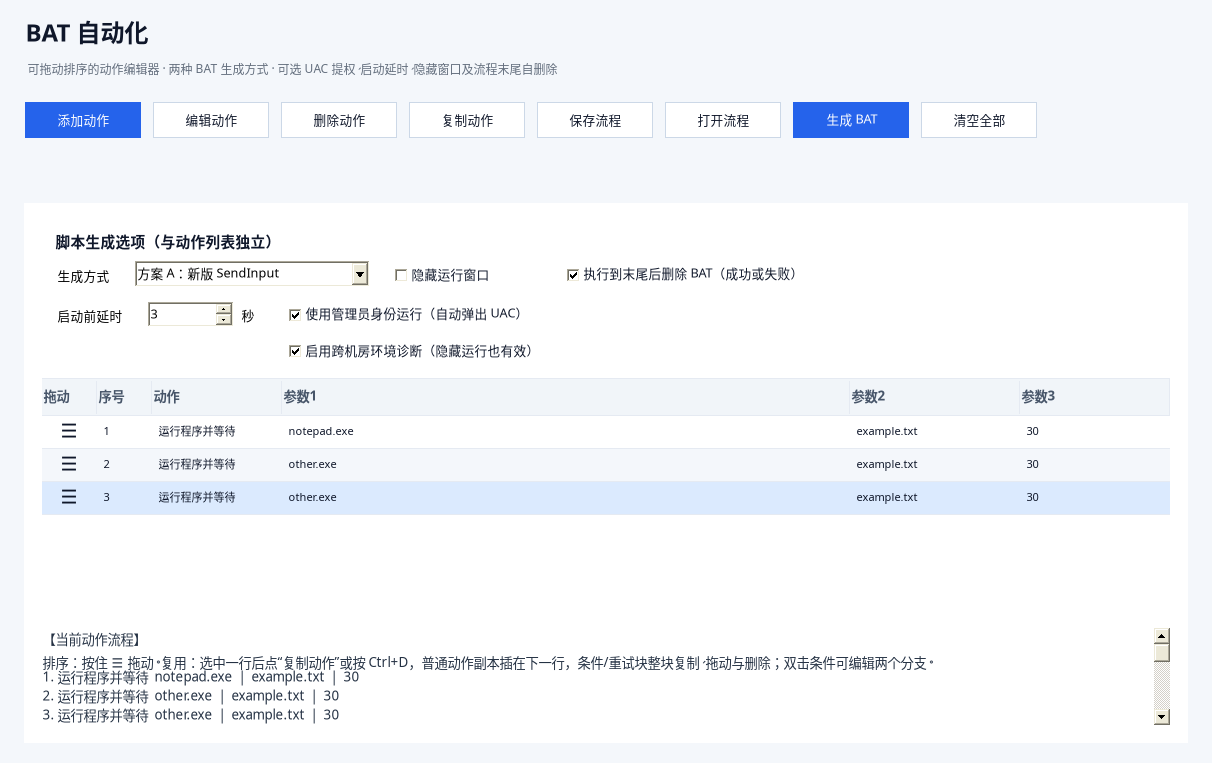 BAT 自动化
可拖动排序的动作编辑器 · 两种 BAT 生成方式 · 可选 UAC 提权 · 启动延时 · 隐藏窗口及流程末尾自删除
添加动作 编辑动作 删除动作 复制动作 保存流程 打开流程 生成 BAT 清空全部
脚本生成选项（与动作列表独立）
生成方式 方案 A：新版 SendInput 隐藏运行窗口 执行到末尾后删除 BAT（成功或失败）
启动前延时 3 秒 使用管理员身份运行（自动弹出 UAC）
启用跨机房环境诊断（隐藏运行也有效）
拖动 序号 动作 参数1 参数2 参数3
☰ 1 运行程序并等待 notepad.exe example.txt 30
☰ 2 运行程序并等待 other.exe example.txt 30
☰ 3 运行程序并等待 other.exe example.txt 30
【当前动作流程】
排序：按住 ☰ 拖动 · 复用：选中一行后点“复制动作”或按 Ctrl+D，普通动作副本插在下一行，条件/重试块整块复制 · 拖动与删除；双击条件可编辑两个分支。
1. 运行程序并等待 notepad.exe | example.txt | 30
2. 运行程序并等待 other.exe | example.txt | 30
3. 运行程序并等待 other.exe | example.txt | 30